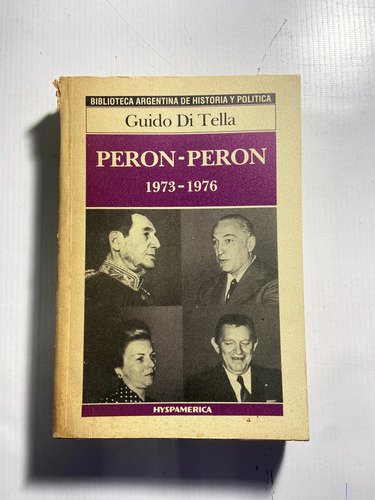 BIBLIOTECA ARGENTINA DE HISTORIA Y POLITICA
Guido Di Tella
PERON-PERON
1973-1976
HYSPAMERICA